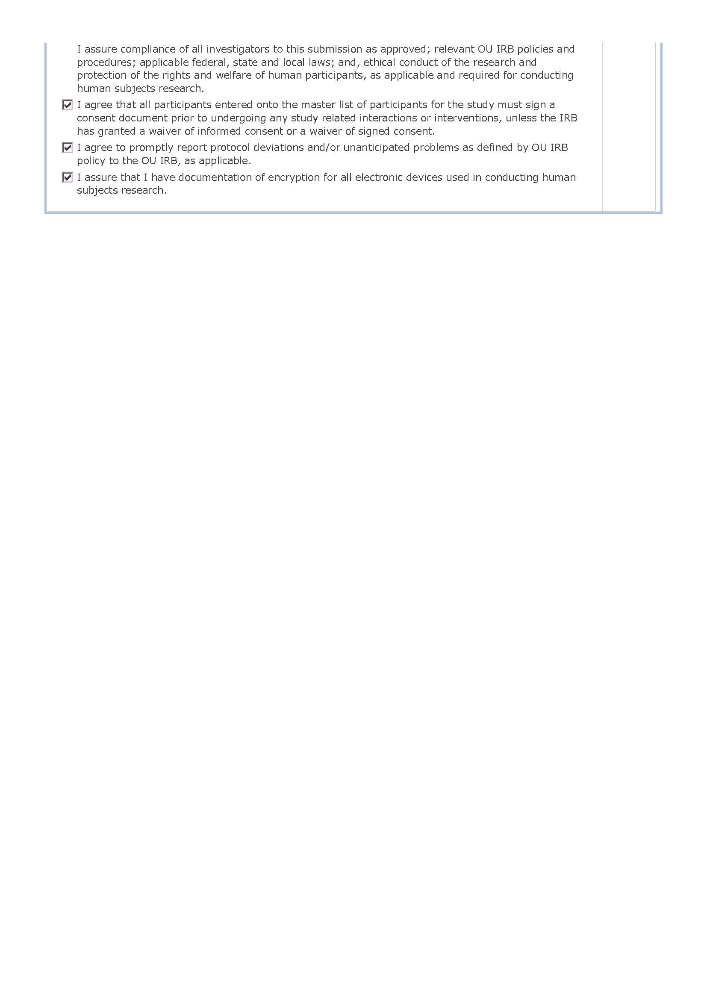 I assure compliance of all investigators to this submission as approved; relevant OU IRB policies and
procedures; applicable federal, state and local laws; and, ethical conduct of the research and
protection of the rights and welfare of human participants, as applicable and required for conducting
human subjects research.
I agree that all participants entered onto the master list of participants for the study must sign a
consent document prior to undergoing any study related interactions or interventions, unless the IRB
has granted a waiver of informed consent or a waiver of signed consent.
I agree to promptly report protocol deviations and/or unanticipated problems as defined by OU IRB
policy to the OU IRB, as applicable.
I assure that I have documentation of encryption for all electronic devices used in conducting human
subjects research.